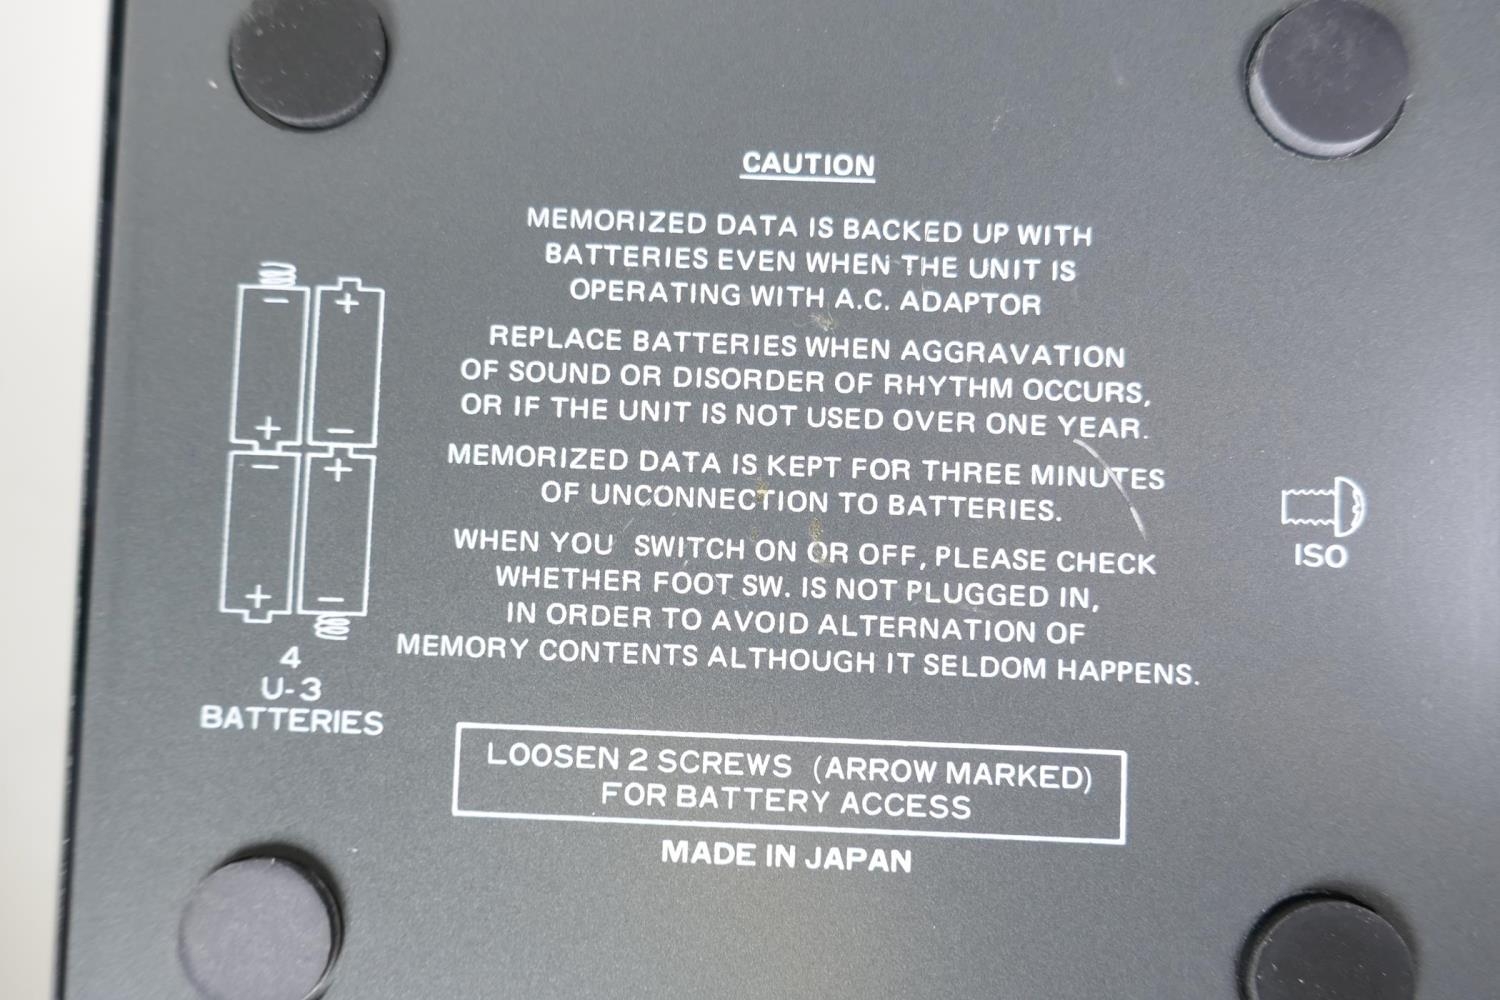 CAUTION
MEMORIZED DATA IS BACKED UP WITH
BATTERIES EVEN WHEN THE UNIT IS
OPERATING WITH A.C. ADAPTOR
REPLACE BATTERIES WHEN AGGRAVATION
OF SOUND OR DISORDER OF RHYTHM OCCURS,
OR IF THE UNIT IS NOT USED OVER ONE YEAR.
MEMORIZED DATA IS KEPT FOR THREE MINUTES
OF UNCONNECTION TO BATTERIES.
WHEN YOU SWITCH ON OR OFF, PLEASE CHECK
WHETHER FOOT SW. IS NOT PLUGGED IN,
IN ORDER TO AVOID ALTERNATION OF
MEMORY CONTENTS ALTHOUGH IT SELDOM HAPPENS.
− +
+ −
− +
+ −
4
U-3
BATTERIES
ISO
LOOSEN 2 SCREWS (ARROW MARKED)
FOR BATTERY ACCESS
MADE IN JAPAN